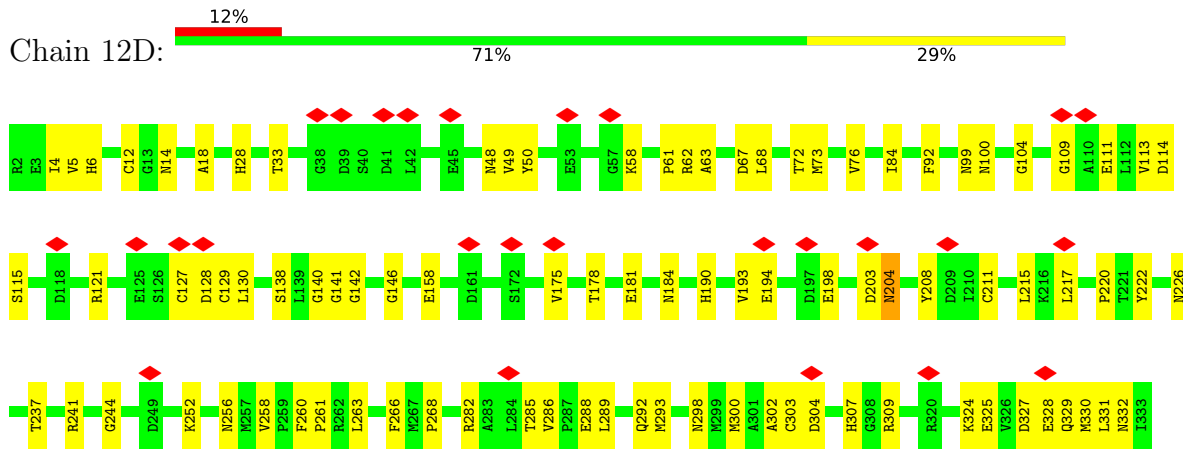 12%
Chain 12D:
71% 29%
R2 E3 I4 V5 H6 C12 G13 N14 A18 H28 T33 G38 D39 S40 D41 L42 E45 N48 V49 Y50 E53 G57 K58 P61 R62 A63 D67 L68 T72 M73 V76 I84 F92 N99 N100 G104 G109 A110 E111 L112 V113 D114
S115 D118 R121 E125 S126 C127 D128 C129 L130 S138 L139 G140 G141 G142 G146 E158 D161 S172 V175 T178 E181 N184 H190 V193 E194 D197 E198 D203 N204 Y208 D209 I210 C211 L215 K216 L217 P220 T221 Y222 N226
T237 R241 G244 D249 K252 N256 M257 V258 P259 F260 P261 R262 L263 F266 M267 P268 R282 A283 L284 T285 V286 P287 E288 L289 Q292 M293 N298 M299 M300 A301 A302 C303 D304 H307 G308 R309 R320 K324 E325 V326 D327 E328 Q329 M330 L331 N332 I333